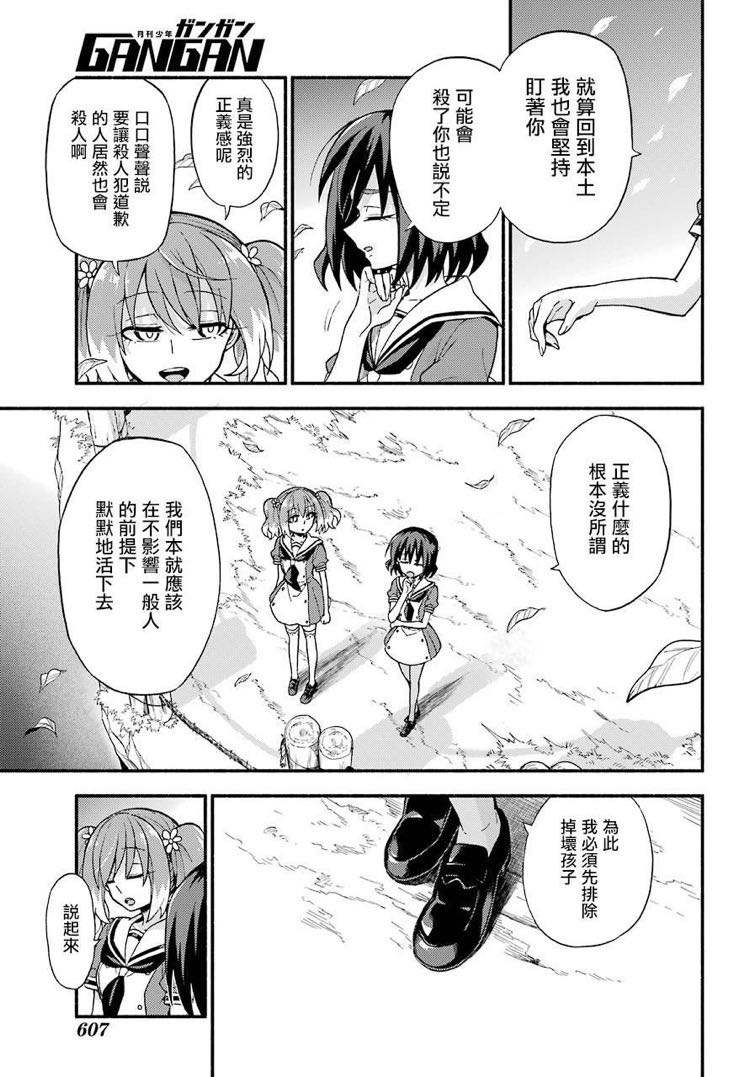 月刊少年
ガンガン
GANGAN
就算回到本土
我也會堅持
盯著你
可能會
殺了你也說不定
真是強烈的
正義感呢
口口聲聲說
要讓殺人犯道歉
的人居然也會
殺人啊
正義什麼的
根本沒所謂
我們本就應該
在不影響一般人
的前提下
默默地活下去
為此
我必須先排除
掉壞孩子
說起來
607